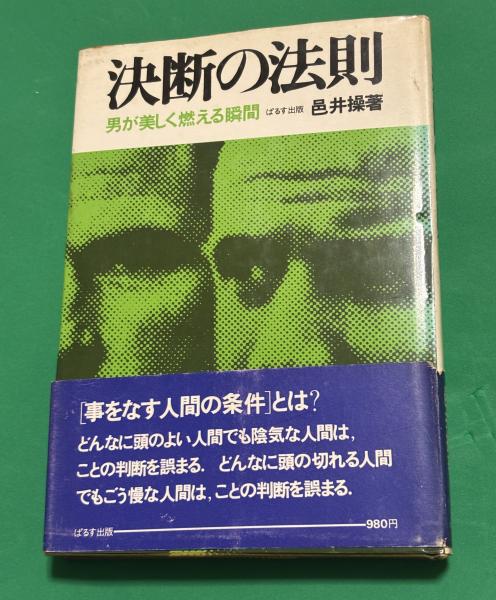 決断の法則
男が美しく燃える瞬間 ぱるす出版 邑井操著
[事をなす人間の条件]とは?
どんなに頭のよい人間でも陰気な人間は,
ことの判断を誤まる. どんなに頭の切れる人間
でもごう慢な人間は,ことの判断を誤まる.
ぱるす出版 980円